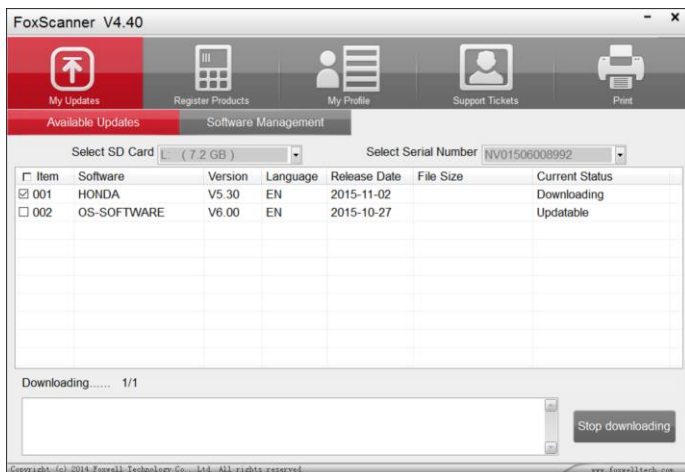 FoxScanner V4.40
My Updates Register Products My Profile Support Tickets Print
Available Updates Software Management
Select SD Card L: ( 7.2 GB ) Select Serial Number NV01506008992
Item Software Version Language Release Date File Size Current Status
001 HONDA V5.30 EN 2015-11-02 Downloading
002 OS-SOFTWARE V6.00 EN 2015-10-27 Updatable
Downloading...... 1/1
Stop downloading
Copyright (c) 2014 Foxwell Technology Co., Ltd. All rights reserved www.foxwelltech.com